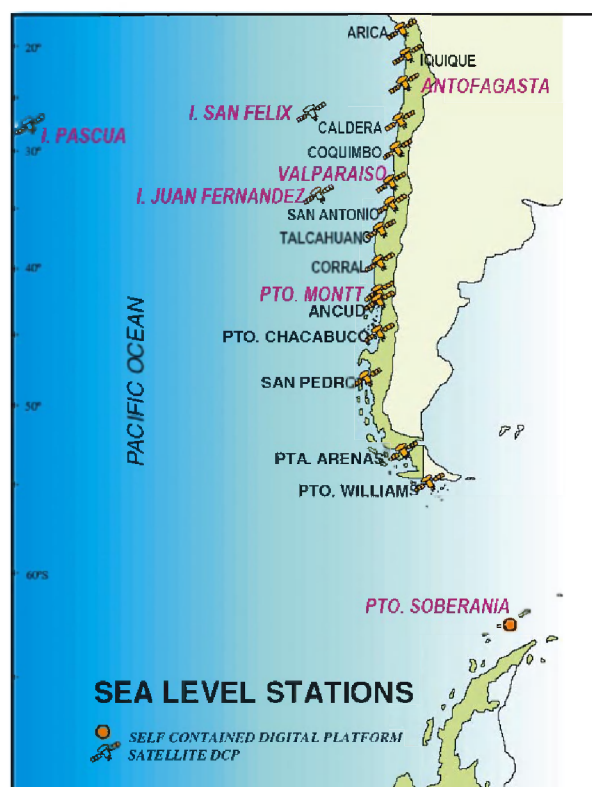 ARICA
20°
IQUIQUE
ANTOFAGASTA
I. SAN FELIX
CALDERA
I. PASCUA
30°
COQUIMBO
VALPARAISO
I. JUAN FERNANDEZ
SAN ANTONIO
TALCAHUANO
CORRAL
40°
PTO. MONTT
ANCUD
PTO. CHACABUCO
PACIFIC OCEAN
SAN PEDRO
50°
PTA. ARENAS
PTO. WILLIAMS
60°S
PTO. SOBERANIA
SEA LEVEL STATIONS
SELF CONTAINED DIGITAL PLATFORM
SATELLITE DCP